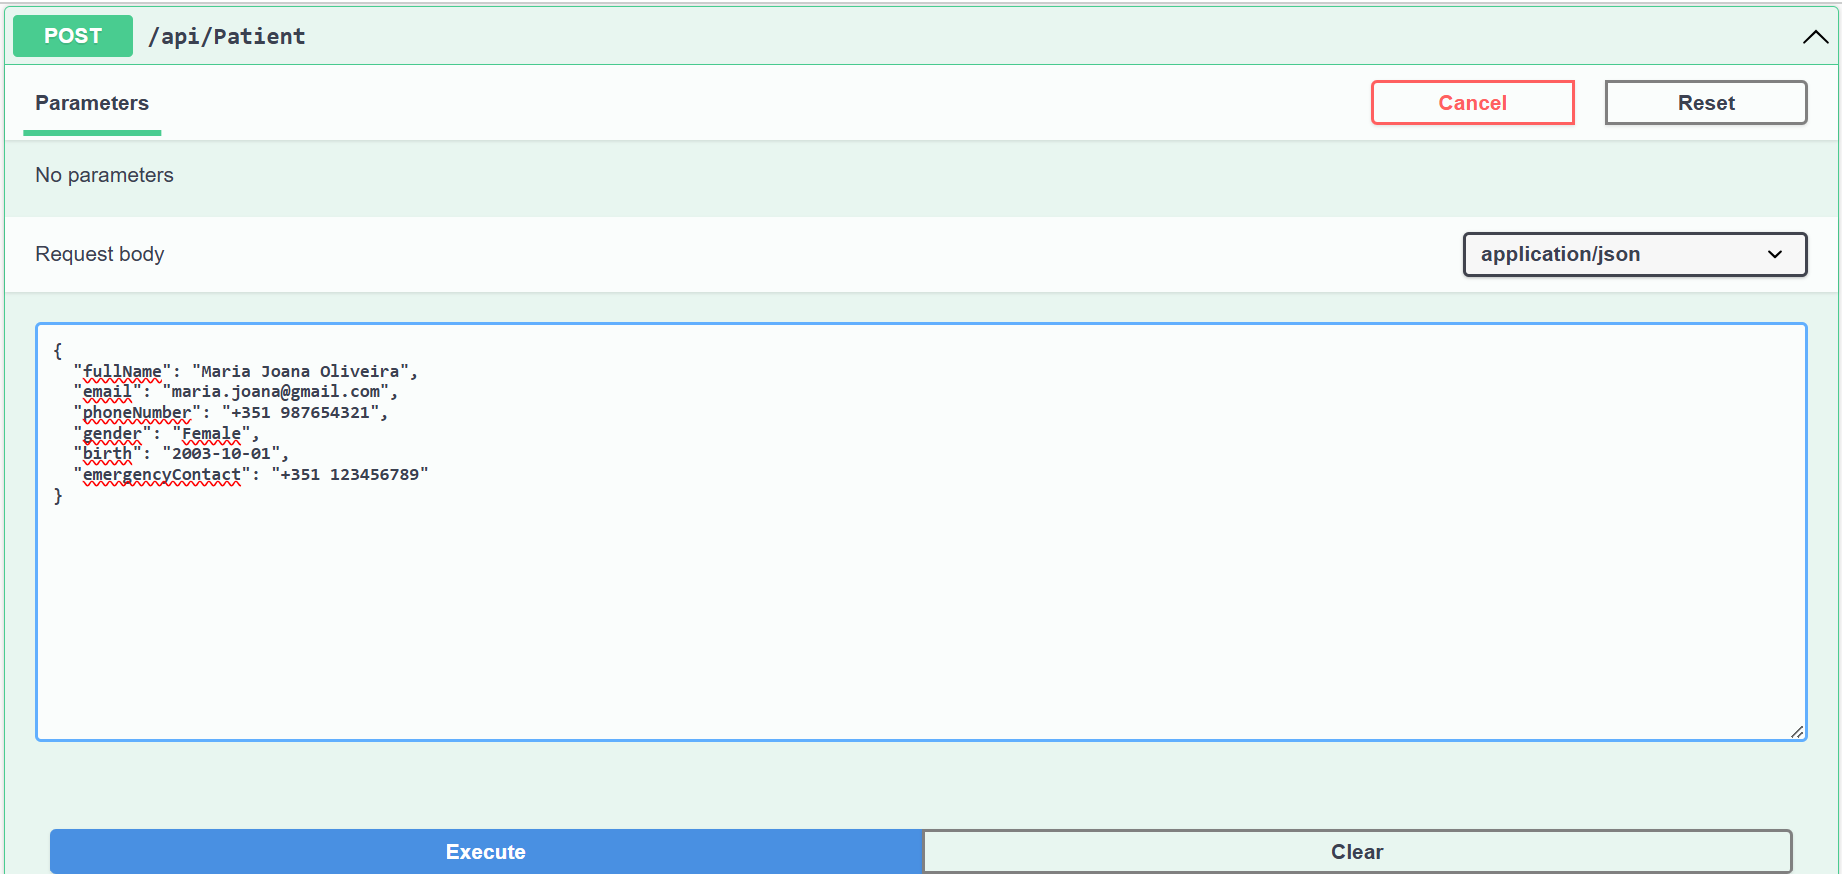 POST /api/Patient
Parameters
Cancel
Reset
No parameters
Request body
application/json
{
  "fullName": "Maria Joana Oliveira",
  "email": "maria.joana@gmail.com",
  "phoneNumber": "+351 987654321",
  "gender": "Female",
  "birth": "2003-10-01",
  "emergencyContact": "+351 123456789"
}
Execute
Clear